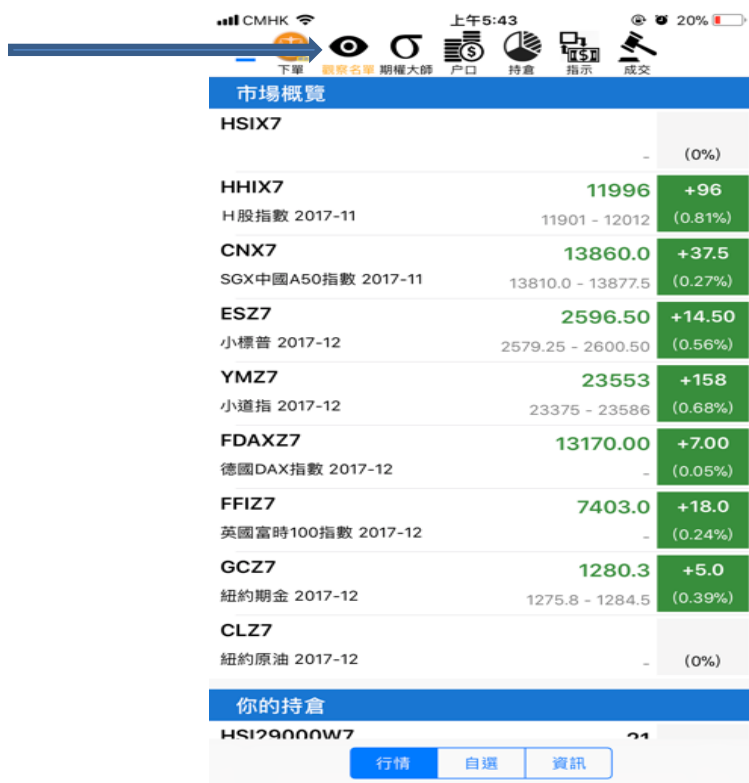 CMHK 上午5:43 20%
下單 觀察名單 期權大師 户口 持倉 指示 成交
市場概覽
HSIX7
- (0%)
HHIX7 11996 +96
H股指數 2017-11 11901 - 12012 (0.81%)
CNX7 13860.0 +37.5
SGX中國A50指數 2017-11 13810.0 - 13877.5 (0.27%)
ESZ7 2596.50 +14.50
小標普 2017-12 2579.25 - 2600.50 (0.56%)
YMZ7 23553 +158
小道指 2017-12 23375 - 23586 (0.68%)
FDAXZ7 13170.00 +7.00
德國DAX指數 2017-12 - (0.05%)
FFIZ7 7403.0 +18.0
英國富時100指數 2017-12 - (0.24%)
GCZ7 1280.3 +5.0
紐約期金 2017-12 1275.8 - 1284.5 (0.39%)
CLZ7
紐約原油 2017-12 - (0%)
你的持倉
HSI29000W7
行情 自選 資訊